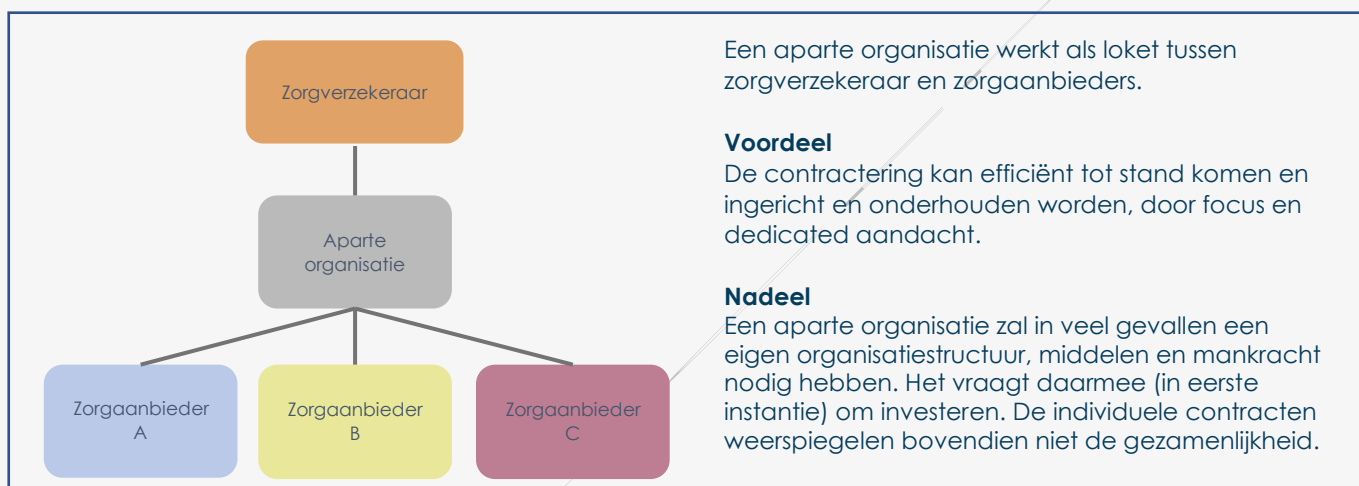 Zorgverzekeraar
Aparte
organisatie
Zorgaanbieder
A
Zorgaanbieder
B
Zorgaanbieder
C
Een aparte organisatie werkt als loket tussen
zorgverzekeraar en zorgaanbieders.
Voordeel
De contractering kan efficiënt tot stand komen en
ingericht en onderhouden worden, door focus en
dedicated aandacht.
Nadeel
Een aparte organisatie zal in veel gevallen een
eigen organisatiestructuur, middelen en mankracht
nodig hebben. Het vraagt daarmee (in eerste
instantie) om investeren. De individuele contracten
weerspiegelen bovendien niet de gezamenlijkheid.